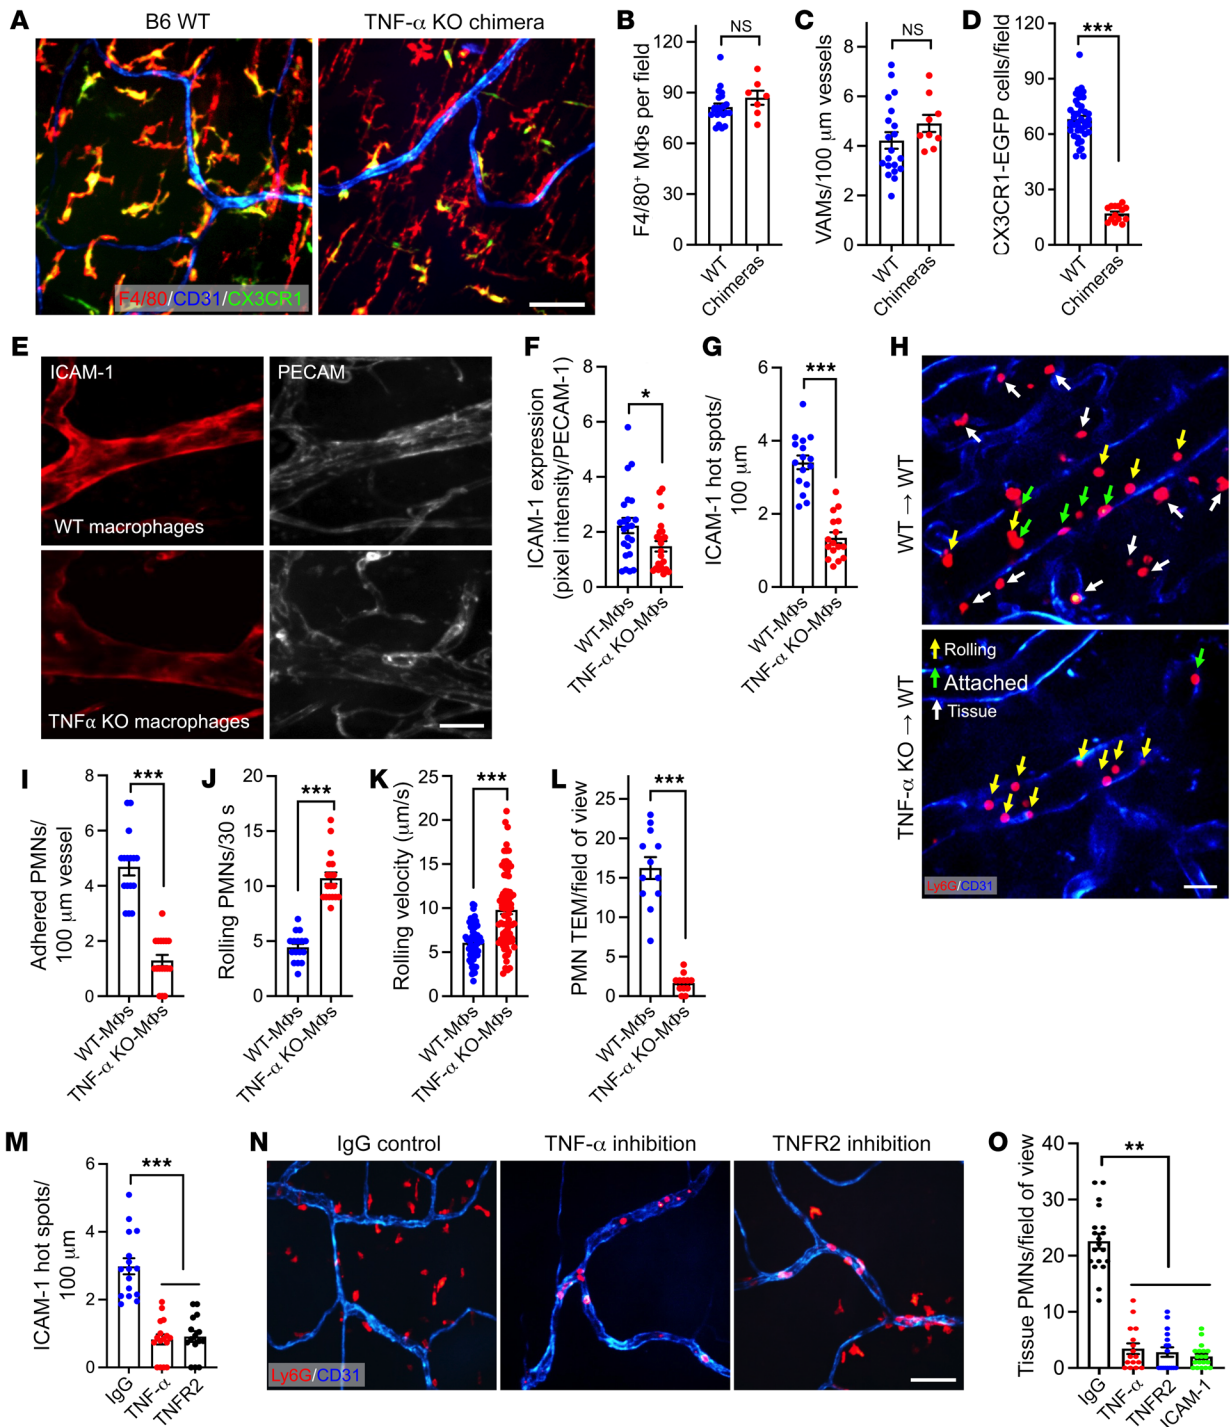 A
B6 WT
TNF-α KO chimera
F4/80/CD31/CX3CR1
B
F4/80⁺ MΦs per field
120
90
60
30
0
NS
WT
Chimeras
C
VAMs/100 μm vessels
8
6
4
2
0
NS
WT
Chimeras
D
CX3CR1-EGFP cells/field
120
90
60
30
0
***
WT
Chimeras
E
ICAM-1
PECAM
WT macrophages
TNFα KO macrophages
F
ICAM-1 expression
(pixel intensity/PECAM-1)
8
6
4
2
0
*
WT-MΦs
TNF-α KO-MΦs
G
ICAM-1 hot spots/
100 μm
6
4
2
0
***
WT-MΦs
TNF-α KO-MΦs
H
WT → WT
TNF-α KO → WT
Rolling
Attached
Tissue
Ly6G/CD31
I
Adhered PMNs/
100 μm vessel
8
6
4
2
0
***
WT-MΦs
TNF-α KO-MΦs
J
Rolling PMNs/30 s
20
15
10
5
0
***
WT-MΦs
TNF-α KO-MΦs
K
Rolling velocity (μm/s)
25
20
15
10
5
0
***
WT-MΦs
TNF-α KO-MΦs
L
PMN TEM/field of view
25
20
15
10
5
0
***
WT-MΦs
TNF-α KO-MΦs
M
ICAM-1 hot spots/
100 μm
6
4
2
0
***
IgG
TNF-α
TNFR2
N
IgG control
TNF-α inhibition
TNFR2 inhibition
Ly6G/CD31
O
Tissue PMNs/field of view
40
30
20
10
0
**
IgG
TNF-α
TNFR2
ICAM-1